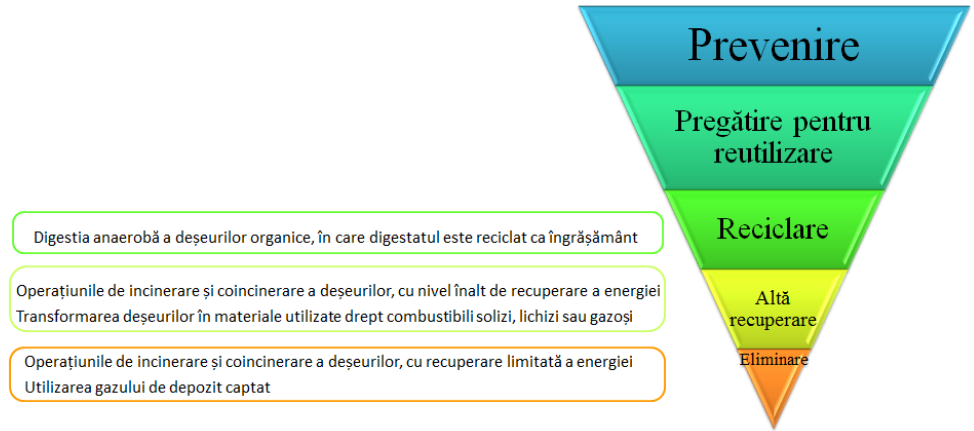 Prevenire
Pregătire pentru
reutilizare
Digestia anaerobă a deșeurilor organice, în care digestatul este reciclat ca îngrășământ
Reciclare
Operațiunile de incinerare și coincinerare a deșeurilor, cu nivel înalt de recuperare a energiei
Transformarea deșeurilor în materiale utilizate drept combustibili solizi, lichizi sau gazoși
Altă
recuperare
Operațiunile de incinerare și coincinerare a deșeurilor, cu recuperare limitată a energiei
Utilizarea gazului de depozit captat
Eliminare